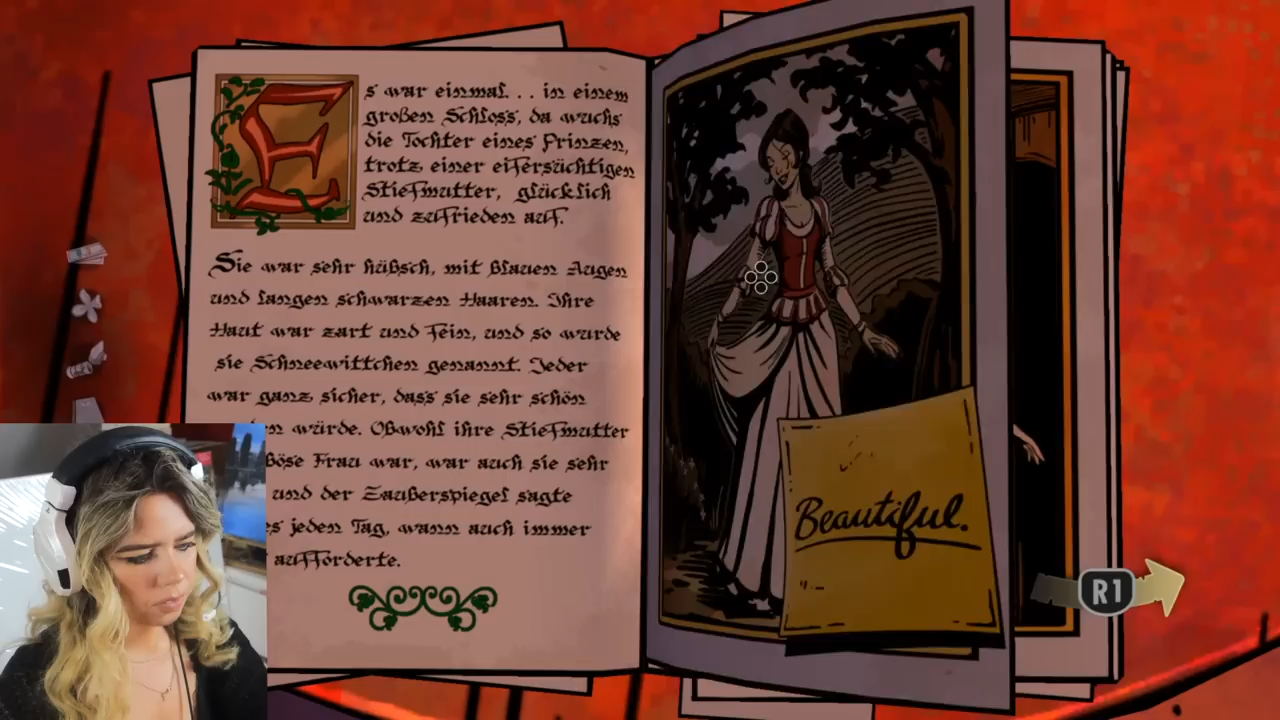 Es war einmal. . . in einem
großen Schloss, da wuchs
die Tochter eines Prinzen,
trotz einer eifersüchtigen
Stiefmutter, glücklich
und zufrieden auf.
Sie war sehr hübsch, mit blauen Augen
und langen schwarzen Haaren. Ihre
Haut war zart und fein, und so wurde
sie Schneewittchen genannt. Jeder
war ganz sicher, dass sie sehr schön
würde. Obwohl ihre Stiefmutter
böse Frau war, war auch sie sehr
und der Zauberspiegel sagte
jeden Tag, wann auch immer
aufforderte.
Beautiful.
R1